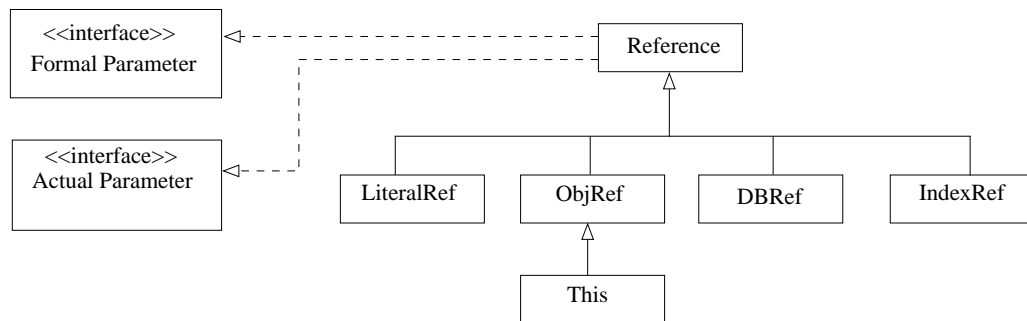 <<interface>>
Formal Parameter
Reference
<<interface>>
Actual Parameter
LiteralRef
ObjRef
DBRef
IndexRef
This